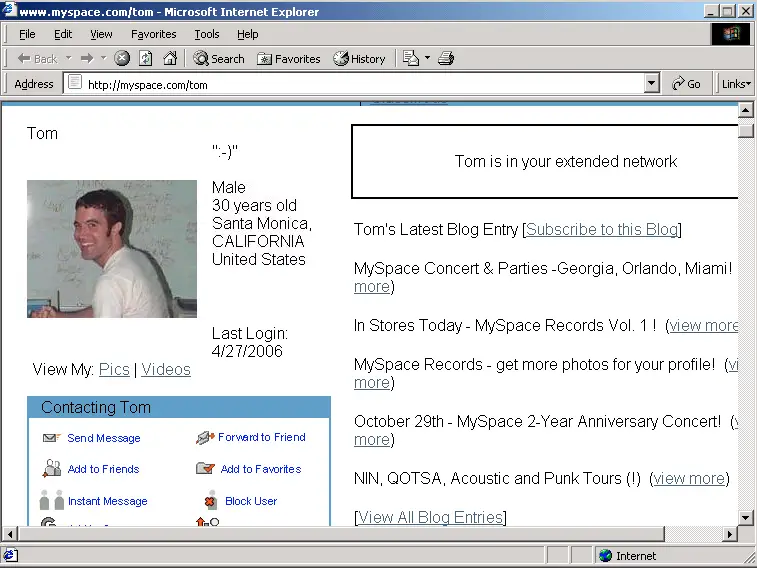 www.myspace.com/tom - Microsoft Internet Explorer
File Edit View Favorites Tools Help
Back Search Favorites History
Address http://myspace.com/tom Go Links
Tom
":-)"
Male
30 years old
Santa Monica,
CALIFORNIA
United States
Last Login:
4/27/2006
View My: Pics | Videos
Contacting Tom
Send Message Forward to Friend
Add to Friends Add to Favorites
Instant Message Block User
Tom is in your extended network
Tom's Latest Blog Entry [Subscribe to this Blog]
MySpace Concert & Parties -Georgia, Orlando, Miami!
more)
In Stores Today - MySpace Records Vol. 1 ! (view more
MySpace Records - get more photos for your profile! (vi
more)
October 29th - MySpace 2-Year Anniversary Concert! (v
more)
NIN, QOTSA, Acoustic and Punk Tours (!) (view more)
[View All Blog Entries]
Internet